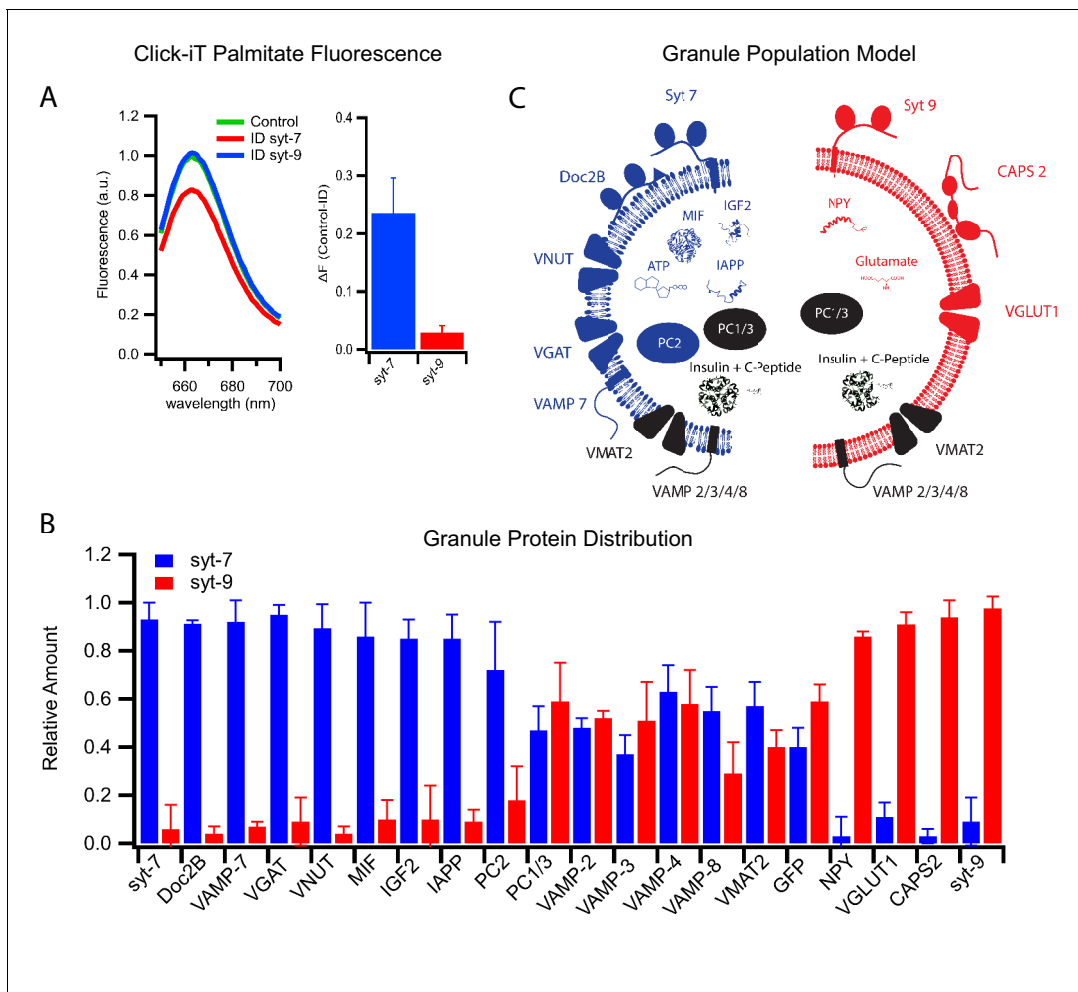 Click-iT Palmitate Fluorescence
Granule Population Model
A
1.2
1.0
0.8
0.6
0.4
0.2
0.0
Fluorescence (a.u.)
Control
ID syt-7
ID syt-9
660
680
700
wavelength (nm)
0.4
0.3
0.2
0.1
0.0
ΔF (Control-ID)
syt-7
syt-9
C
Syt 7
Doc2B
VNUT
VGAT
VAMP 7
VMAT2
VAMP 2/3/4/8
MIF
IGF2
ATP
IAPP
PC2
PC1/3
Insulin + C-Peptide
Syt 9
CAPS 2
NPY
Glutamate
HOOC
COOH
NH₂
VGLUT1
PC1/3
Insulin + C-Peptide
VMAT2
VAMP 2/3/4/8
B
Granule Protein Distribution
syt-7
syt-9
1.2
1.0
0.8
0.6
0.4
0.2
0.0
Relative Amount
syt-7
Doc2B
VAMP-7
VGAT
VNUT
MIF
IGF2
IAPP
PC2
PC1/3
VAMP-2
VAMP-3
VAMP-4
VAMP-8
VMAT2
GFP
NPY
VGLUT1
CAPS2
syt-9